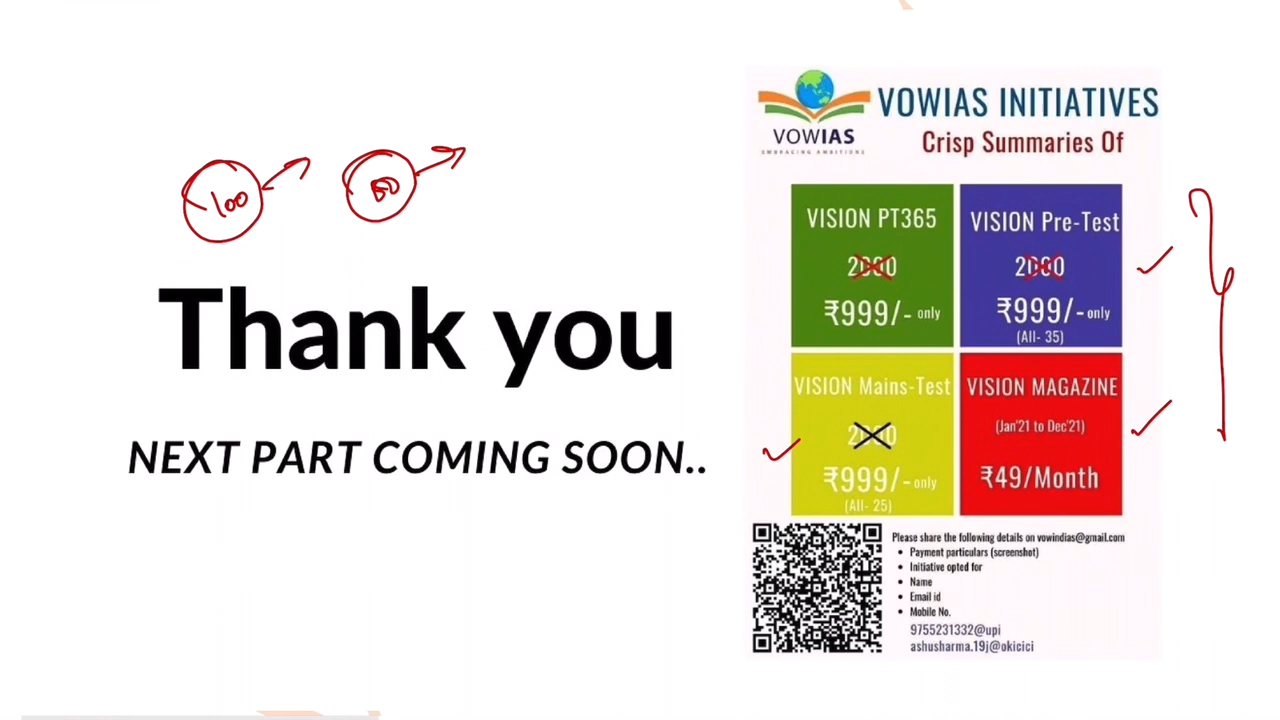 100
50
Thank you
NEXT PART COMING SOON..
VOWIAS
EMBRACING AMBITIONS
VOWIAS INITIATIVES
Crisp Summaries Of
VISION PT365
2000
₹999/- only
VISION Pre-Test
2000
₹999/- only
(All- 35)
VISION Mains-Test
2000
₹999/- only
(All- 25)
VISION MAGAZINE
(Jan'21 to Dec'21)
₹49/Month
Please share the following details on vowindias@gmail.com
• Payment particulars (screenshot)
• Initiative opted for
• Name
• Email id
• Mobile No.
9755231332@upi
ashusharma.19j@okicici